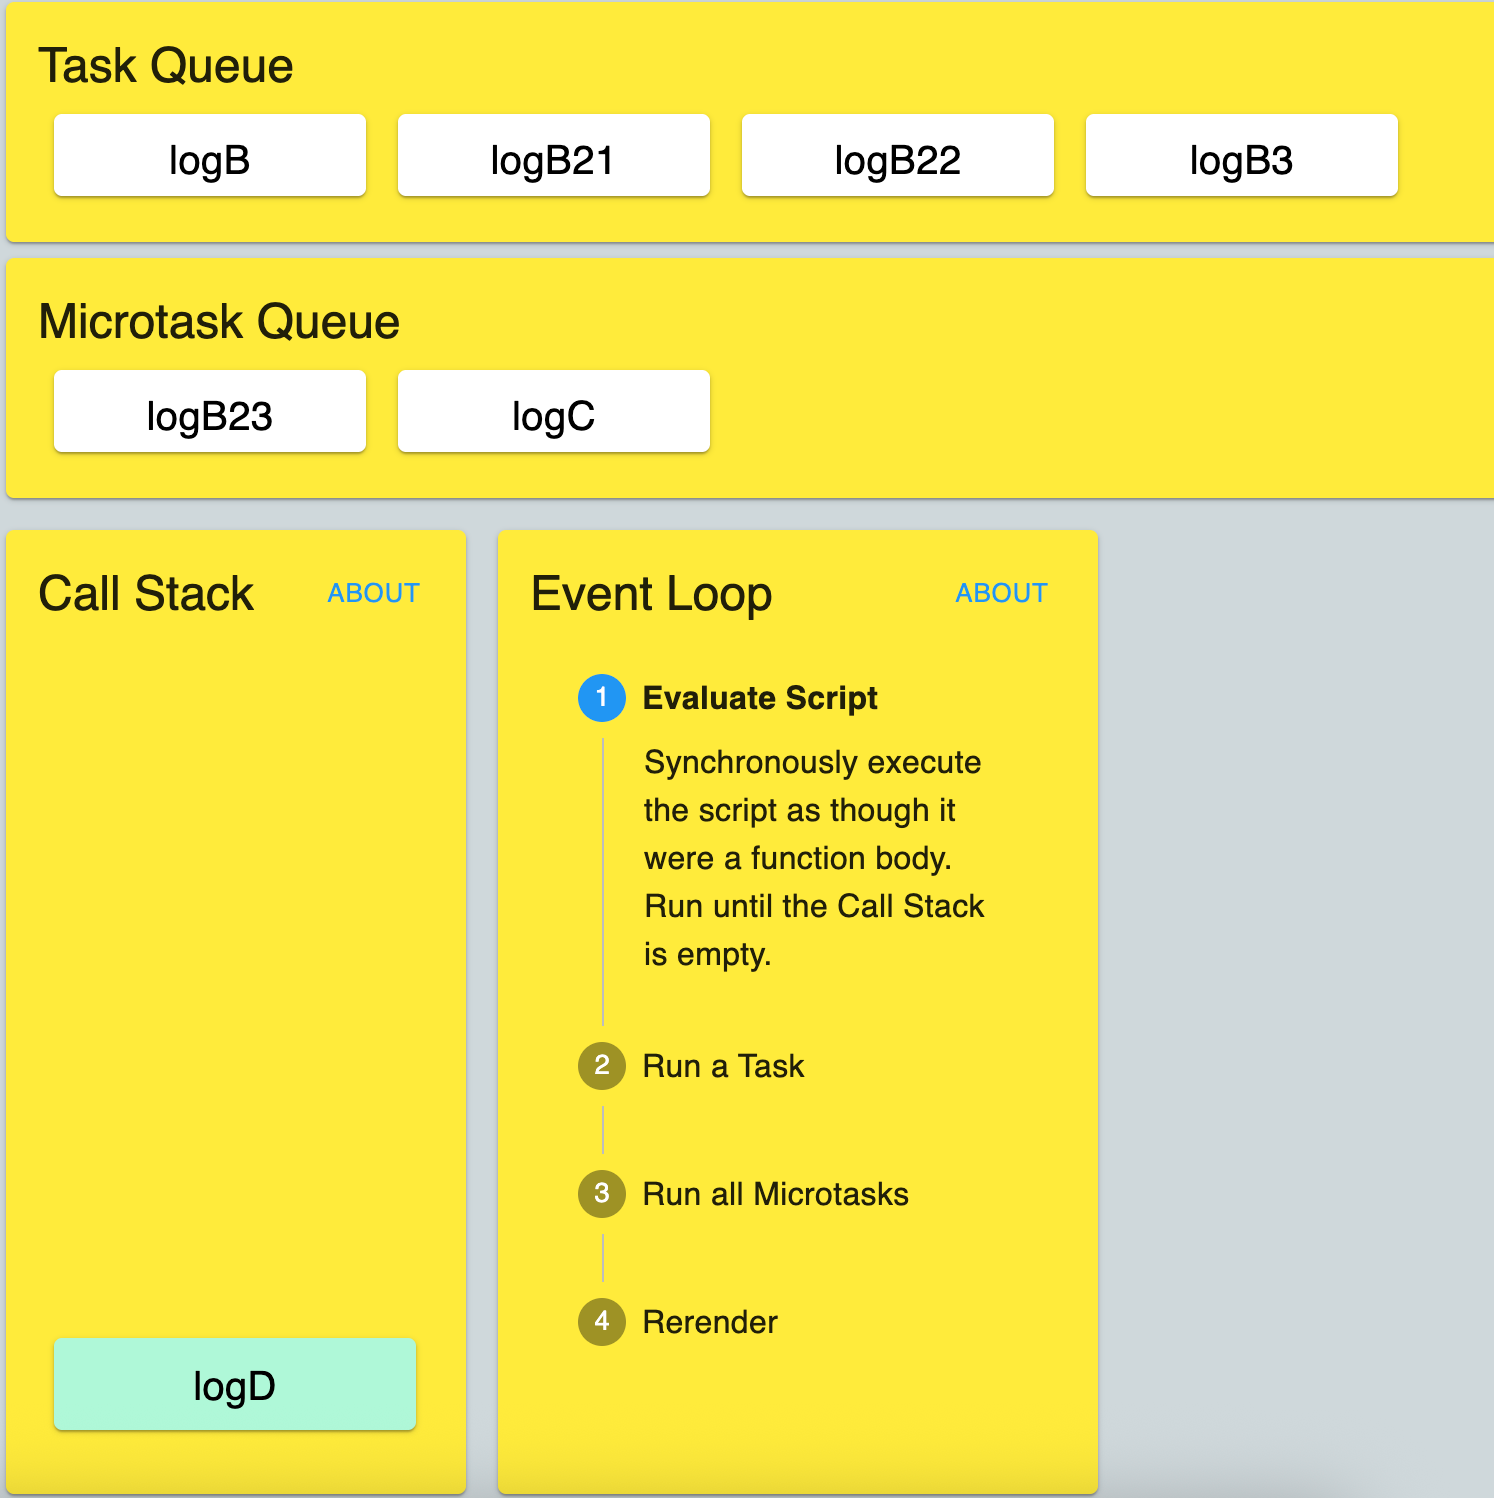 Task Queue
logB
logB21
logB22
logB3
Microtask Queue
logB23
logC
Call Stack
ABOUT
logD
Event Loop
ABOUT
1 Evaluate Script
Synchronously execute
the script as though it
were a function body.
Run until the Call Stack
is empty.
2 Run a Task
3 Run all Microtasks
4 Rerender